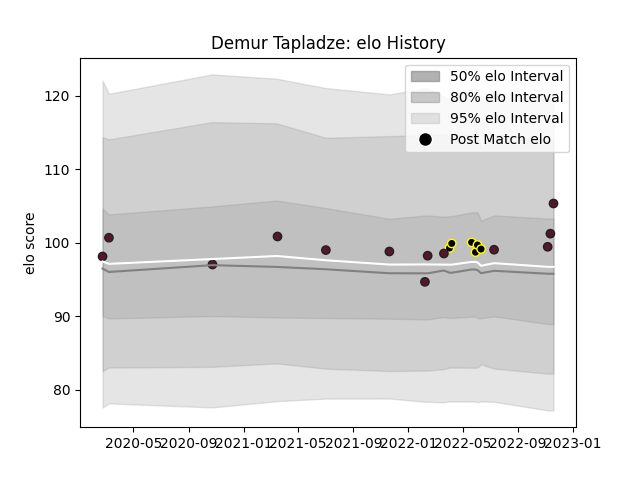 Demur Tapladze: elo History
50% elo Interval
80% elo Interval
95% elo Interval
Post Match elo
elo score
120
110
100
90
80
2020-05
2020-09
2021-01
2021-05
2021-09
2022-01
2022-05
2022-09
2023-01